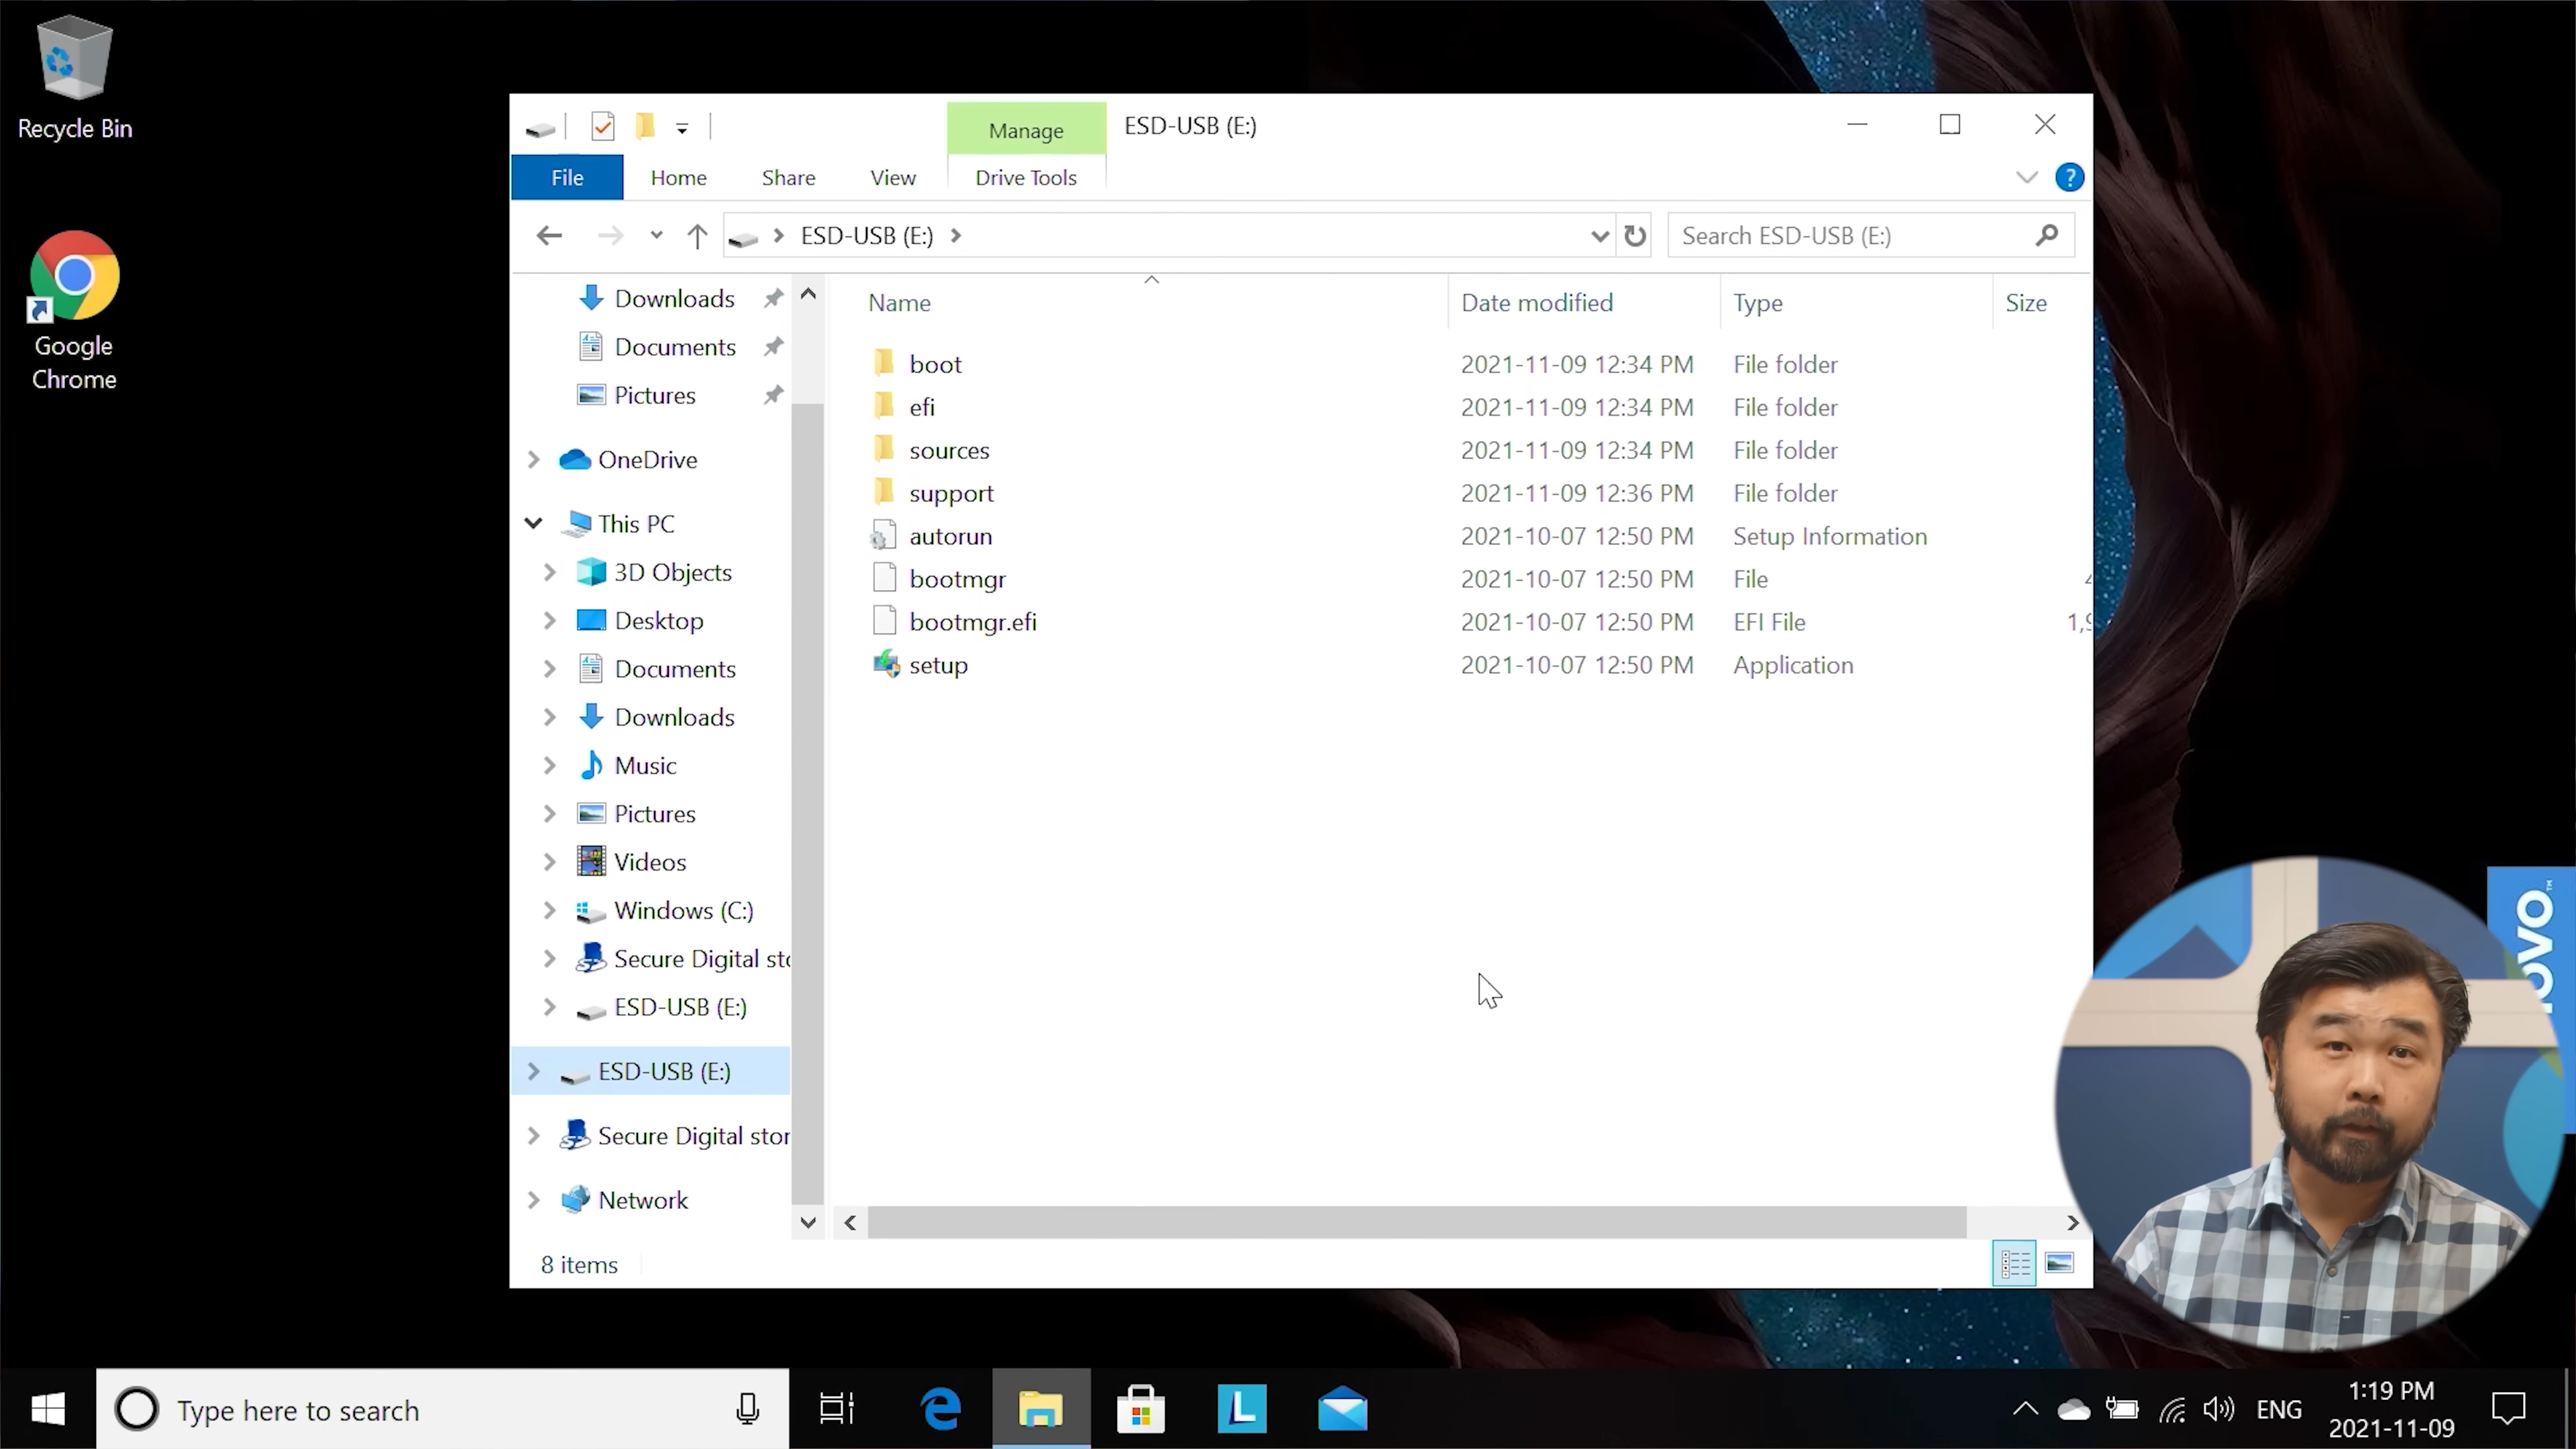 Recycle Bin
Google
Chrome
Manage
ESD-USB (E:)
File
Home
Share
View
Drive Tools
ESD-USB (E:)
Search ESD-USB (E:)
Downloads
Documents
Pictures
OneDrive
This PC
3D Objects
Desktop
Documents
Downloads
Music
Pictures
Videos
Windows (C:)
Secure Digital sto
ESD-USB (E:)
ESD-USB (E:)
Secure Digital stor
Network
Name
Date modified
Type
Size
boot 2021-11-09 12:34 PM File folder
efi 2021-11-09 12:34 PM File folder
sources 2021-11-09 12:34 PM File folder
support 2021-11-09 12:36 PM File folder
autorun 2021-10-07 12:50 PM Setup Information
bootmgr 2021-10-07 12:50 PM File
bootmgr.efi 2021-10-07 12:50 PM EFI File
setup 2021-10-07 12:50 PM Application
8 items
Type here to search
ENG
1:19 PM
2021-11-09